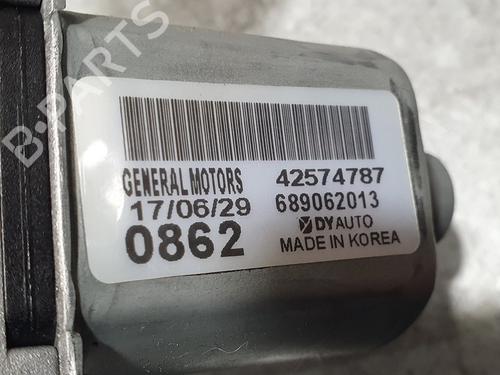 B-PARTS
GENERAL MOTORS 42574787
17/06/29 689062013
0862 DY AUTO
MADE IN KOREA